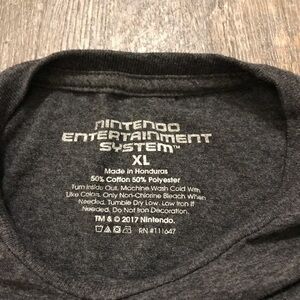 Nintendo
ENTERTAINMENT
SYSTEM™
XL
Made in Honduras
50% Cotton 50% Polyester
Turn Inside Out. Machine Wash Cold With
Like Colors. Only Non-Chlorine Bleach When
Needed. Tumble Dry Low. Low Iron If
Needed. Do Not Iron Decoration.
TM & © 2017 Nintendo.
RN #111647